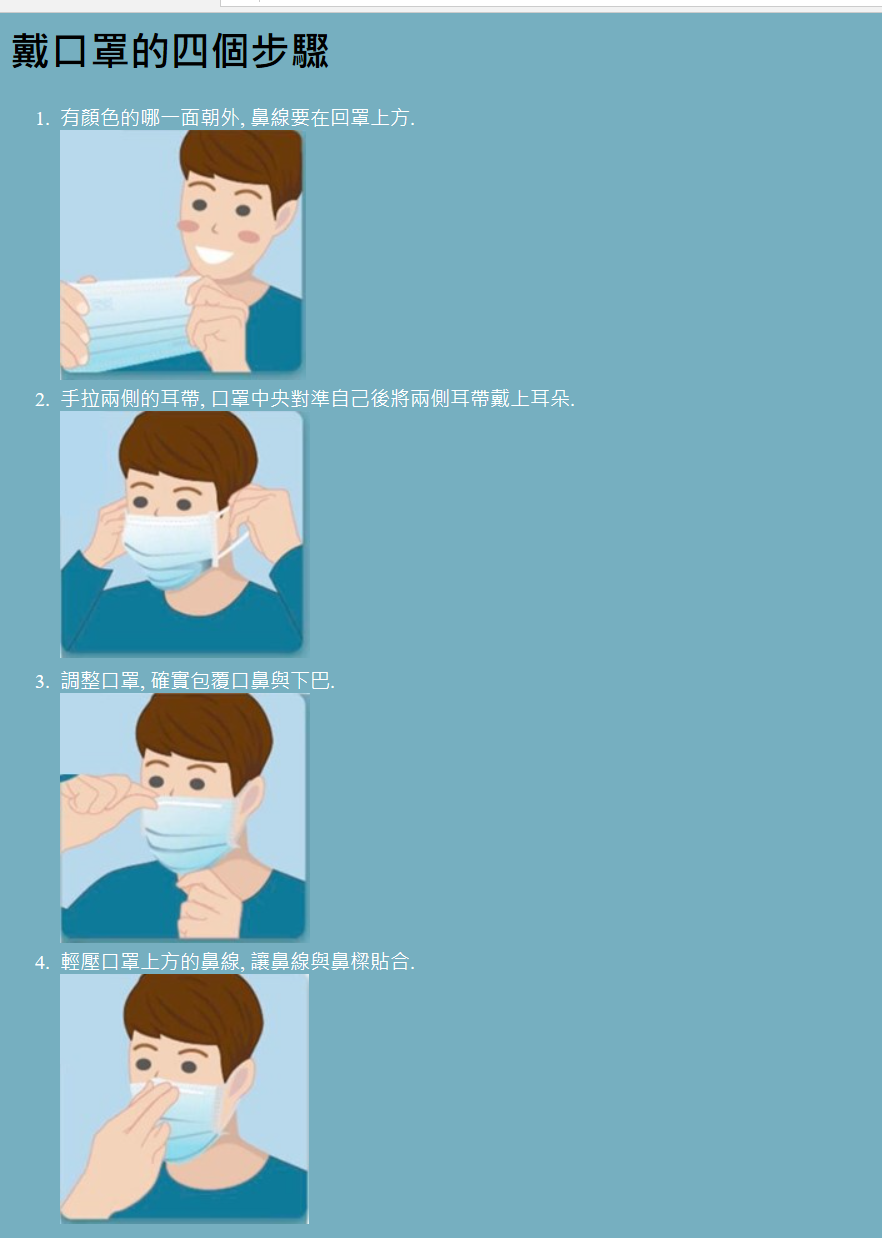 戴口罩的四個步驟
1. 有顏色的哪一面朝外, 鼻線要在回罩上方.
2. 手拉兩側的耳帶, 口罩中央對準自己後將兩側耳帶戴上耳朵.
3. 調整口罩, 確實包覆口鼻與下巴.
4. 輕壓口罩上方的鼻線, 讓鼻線與鼻樑貼合.